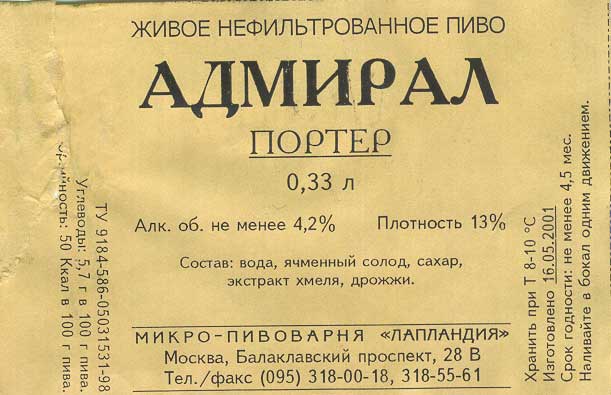 ЖИВОЕ НЕФИЛЬТРОВАННОЕ ПИВО
АДМИРАЛ
ПОРТЕР
0,33 л
Алк. об. не менее 4,2% Плотность 13%
Состав: вода, ячменный солод, сахар,
экстракт хмеля, дрожжи.
МИКРО-ПИВОВАРНЯ «ЛАПЛАНДИЯ»
Москва, Балаклавский проспект, 28 В
Тел./факс (095) 318-00-18, 318-55-61
ТУ 9184-586-05031531-98
Углеводы: 5,7 г в 100 г пива.
50 Ккал в 100 г пива.
Хранить при Т 8-10 °С
Изготовлено 16.05.2001
Срок годности: не менее 4,5 мес.
Наливайте в бокал одним движением.